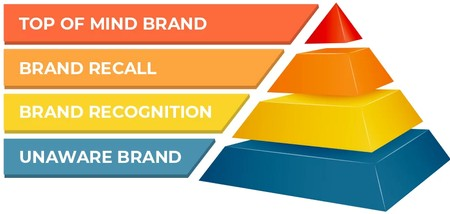 TOP OF MIND BRAND
BRAND RECALL
BRAND RECOGNITION
UNAWARE BRAND